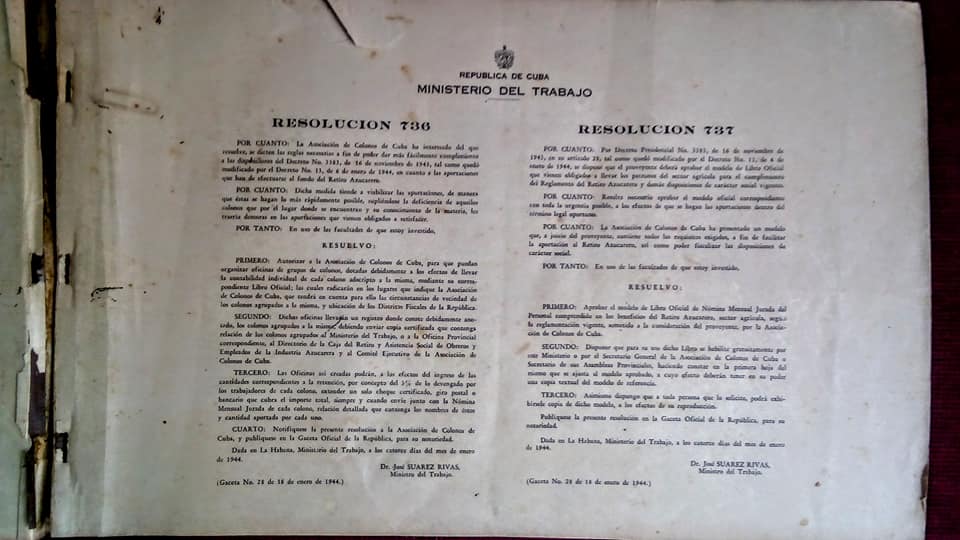 REPUBLICA DE CUBA
MINISTERIO DEL TRABAJO
RESOLUCION 736
POR CUANTO: La Asociación de Colonos de Cuba ha interesado del que
resuelve, se dicten las reglas necesarias a fin de poder dar más fácilmente cumplimiento
a las disposiciones del Decreto No. 3383, de 16 de noviembre de 1943, tal como quedó
modificado por el Decreto No. 13, de 6 de enero de 1944, en cuanto a las aportaciones
que han de efectuarse al fondo del Retiro Azucarero.
POR CUANTO: Dicha medida tiende a viabilizar las aportaciones, de manera
que éstas se hagan lo más rápidamente posible, supliéndose la deficiencia de aquellos
colonos que por el lugar donde se encuentran y su conocimiento de la materia, les
traería demoras en las aportaciones que vienen obligados a satisfacer.
POR TANTO: En uso de las facultades de que estoy investido,
RESUELVO:
PRIMERO: Autorizar a la Asociación de Colonos de Cuba, para que puedan
organizar oficinas de grupos de colonos, dotadas debidamente a los efectos de llevar
la contabilidad individual de cada colono adscripto a la misma, mediante su corres-
pondiente Libro Oficial; las cuales radicarán en los lugares que indique la Asociación
de Colonos de Cuba, que tendrá en cuenta para ello las circunstancias de vecindad de
los colonos agrupados a la misma, y ubicación de los Distritos Fiscales de la República.
SEGUNDO: Dichas oficinas llevarán un registro donde conste debidamente ano-
tado, los colonos agrupados a la misma, debiendo enviar copia certificada que contenga
relación de los colonos agrupados al Ministerio del Trabajo, o a la Oficina Provincial
correspondiente, al Directorio de la Caja del Retiro y Asistencia Social de Obreros y
Empleados de la Industria Azucarera y al Comité Ejecutivo de la Asociación de
Colonos de Cuba.
TERCERO: Las Oficinas así creadas podrán, a los efectos del ingreso de las
cantidades correspondientes a la retención, por concepto del de lo devengado por
los trabajadores de cada colono, extender un solo cheque certificado, giro postal o
bancario que cubra el importe total, siempre y cuando envíe junto con la Nómina
Mensual Jurada de cada colono, relación detallada que contenga los nombres de éstos
y cantidad aportada por cada uno.
CUARTO: Notifíquese la presente resolución a la Asociación de Colonos de
Cuba, y publíquese en la Gaceta Oficial de la República, para su notoriedad.
Dada en La Habana, Ministerio del Trabajo, a los catorce días del mes de enero
de 1944.
Dr. José SUAREZ RIVAS,
Ministro del Trabajo.
(Gaceta No. 28 de 18 de enero de 1944.)
RESOLUCION 737
POR CUANTO: Por Decreto Presidencial No. 3383, de 16 de noviembre de
1943, en su artículo 28, tal como quedó modificado por el Decreto No. 13, de 6 de
enero de 1944, se dispone que el proveyente deberá aprobar el modelo de Libro Oficial
que vienen obligados a llevar los patronos del sector agrícola para el cumplimiento
del Reglamento del Retiro Azucarero y demás disposiciones de carácter social vigentes.
POR CUANTO: Resulta necesario aprobar el modelo oficial correspondiente
con toda la urgencia posible, a los efectos de que se hagan las aportaciones dentro del
término legal oportuno.
POR CUANTO: La Asociación de Colonos de Cuba ha presentado un modelo
que, a juicio del proveyente, contiene todos los requisitos exigidos, a fin de facilitar
la aportación al Retiro Azucarero, así como poder fiscalizar las disposiciones de
carácter social.
POR TANTO: En uso de las facultades de que estoy investido,
RESUELVO:
PRIMERO: Aprobar el modelo de Libro Oficial de Nómina Mensual Jurada del
Personal comprendido en los beneficios del Retiro Azucarero, sector agrícola, según
la reglamentación vigente, sometido a la consideración del proveyente, por la Asocia-
ción de Colonos de Cuba.
SEGUNDO: Disponer que para su uso dicho Libro se habilite gratuitamente por
este Ministerio o por el Secretario General de la Asociación de Colonos de Cuba o
Secretario de sus Asambleas Provinciales, haciendo constar en la primera hoja del
mismo que se ajusta al modelo aprobado, a cuyo efecto deberán tener en su poder
una copia textual del modelo de referencia.
TERCERO: Asimismo dispongo que a toda persona que lo solicite, podrá exhi-
birsele copia de dicho modelo, a los efectos de su reproducción.
Publíquese la presente resolución en la Gaceta Oficial de la República, para su
notoriedad.
Dada en La Habana, Ministerio del Trabajo, a los catorce días del mes de enero
de 1944.
Dr. José SUAREZ RIVAS,
Ministro del Trabajo.
(Gaceta No. 28 de 18 de enero de 1944.)